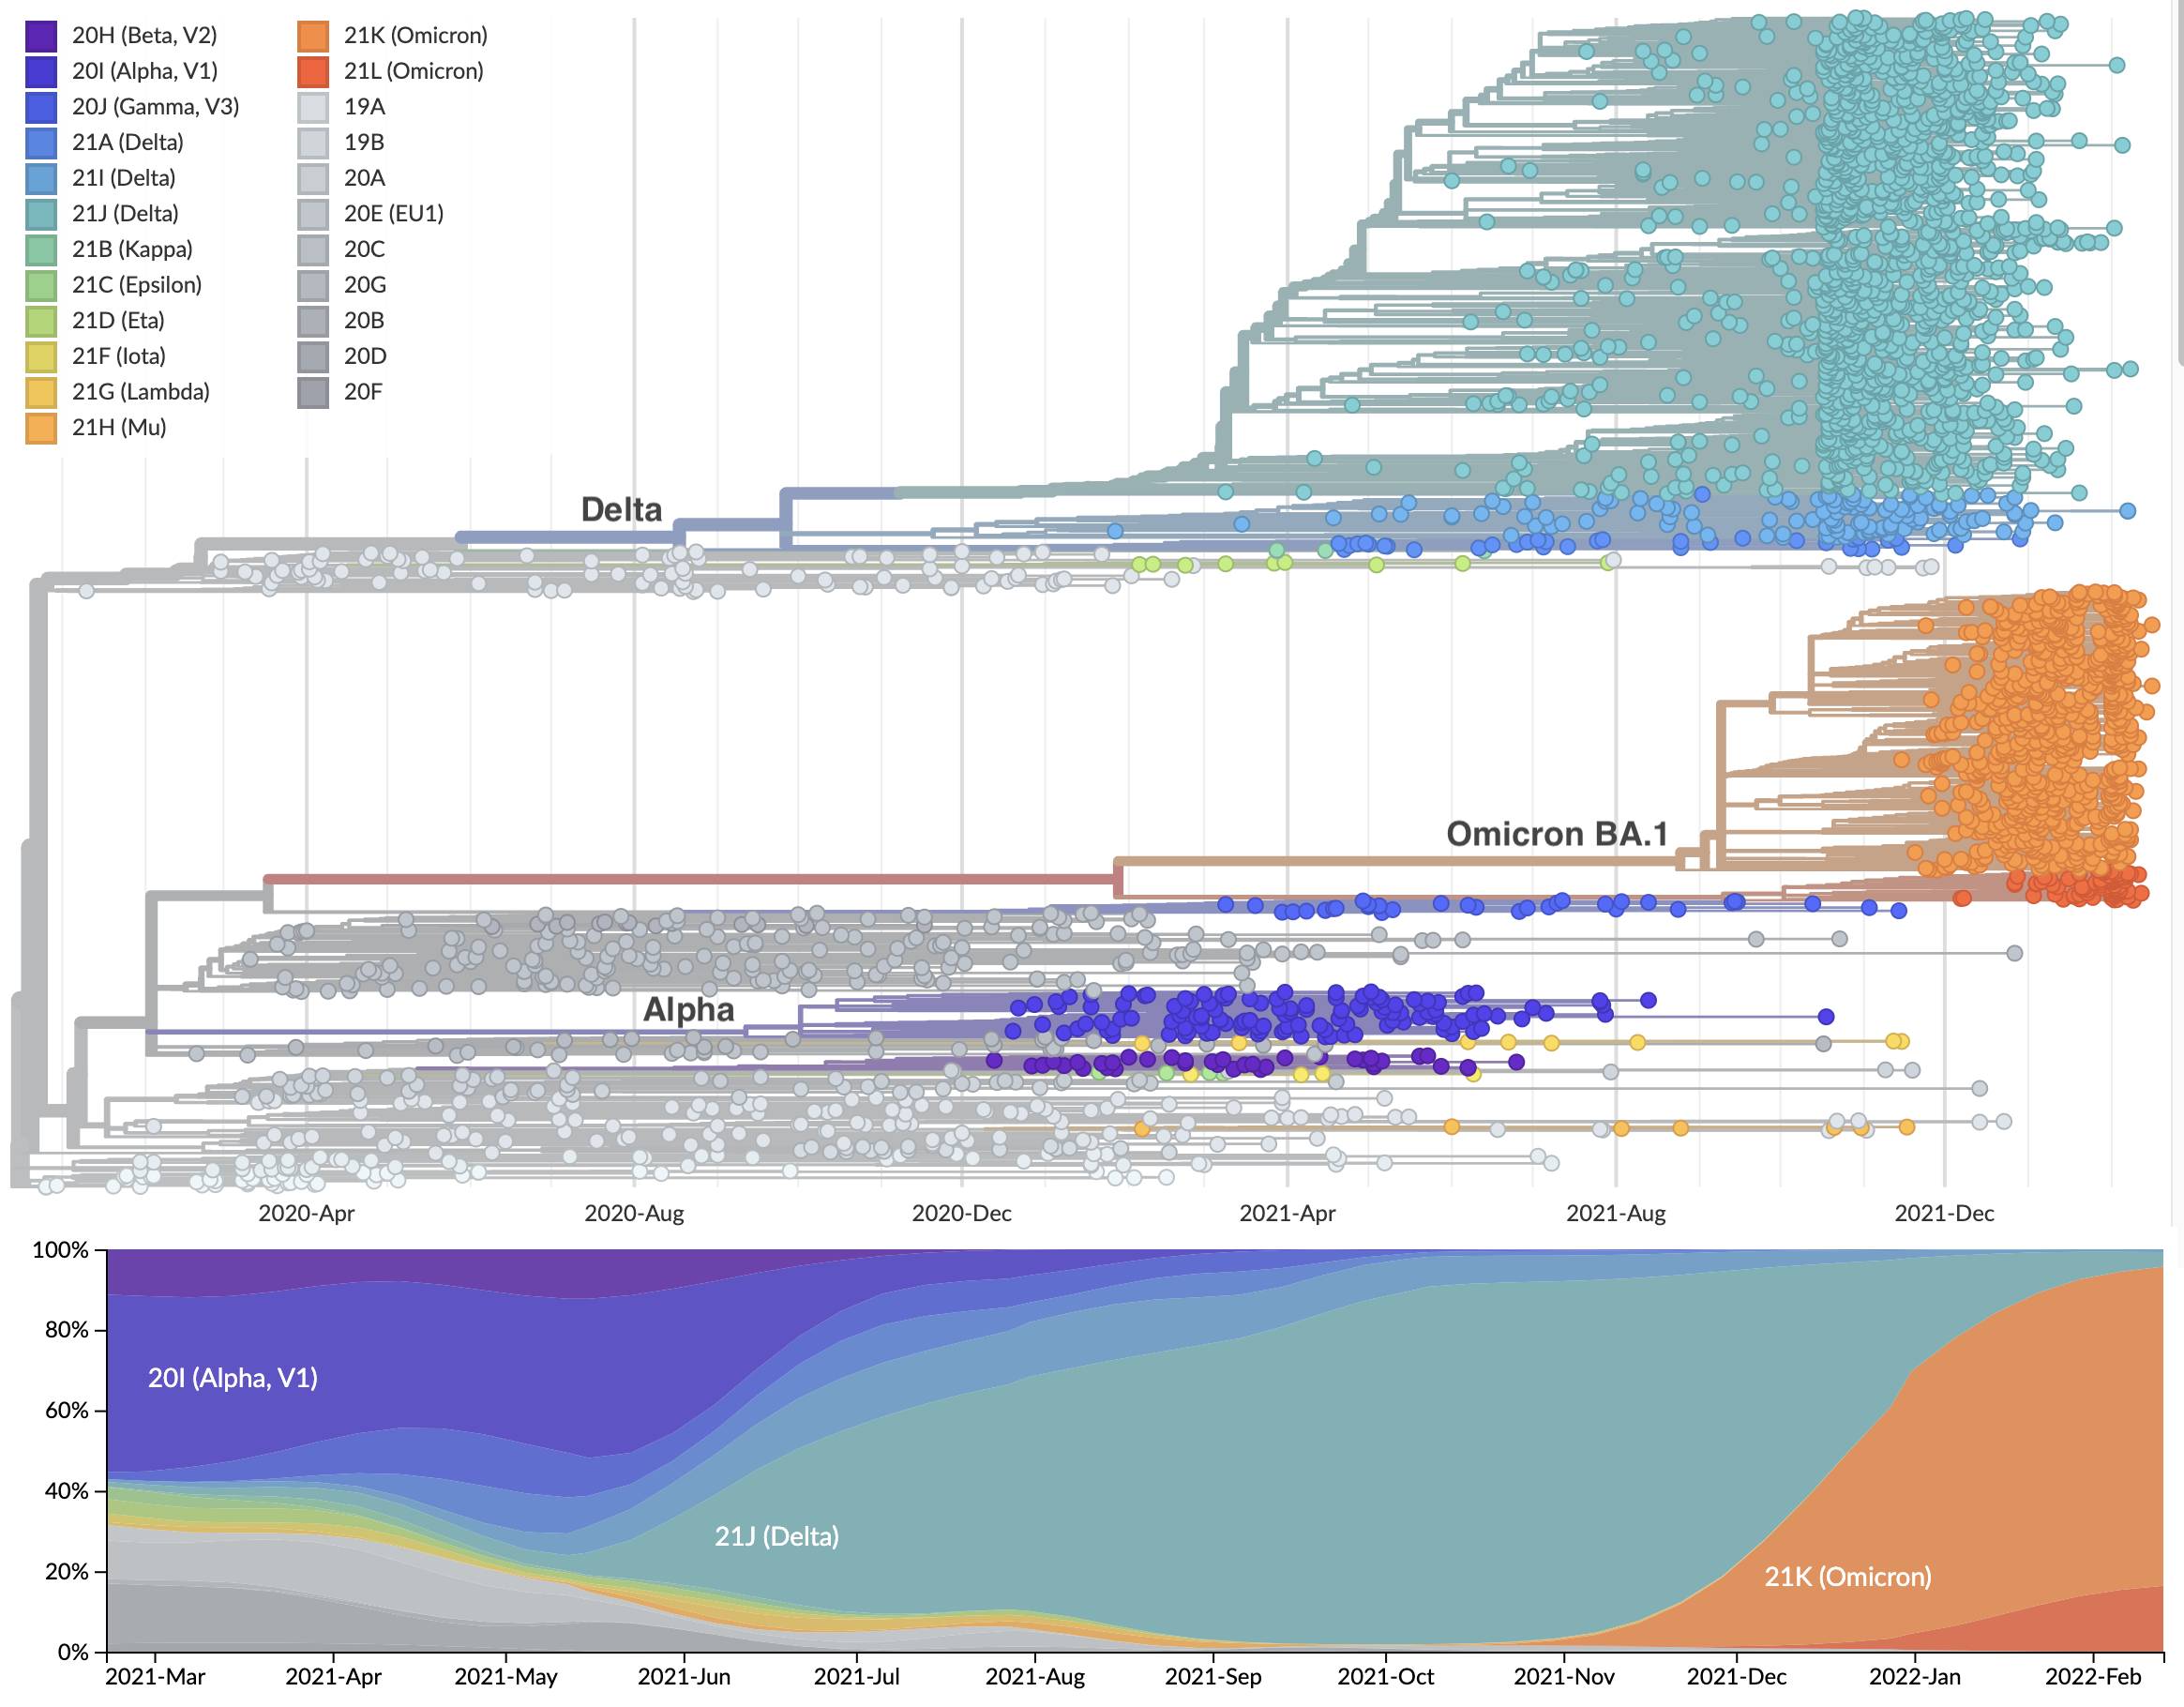 20H (Beta, V2)
20I (Alpha, V1)
20J (Gamma, V3)
21A (Delta)
21I (Delta)
21J (Delta)
21B (Kappa)
21C (Epsilon)
21D (Eta)
21F (Iota)
21G (Lambda)
21H (Mu)
21K (Omicron)
21L (Omicron)
19A
19B
20A
20E (EU1)
20C
20G
20B
20D
20F
Delta
Omicron BA.1
Alpha
2020-Apr 2020-Aug 2020-Dec 2021-Apr 2021-Aug 2021-Dec
100%
80%
60%
40%
20%
0%
20I (Alpha, V1)
21J (Delta)
21K (Omicron)
2021-Mar 2021-Apr 2021-May 2021-Jun 2021-Jul 2021-Aug 2021-Sep 2021-Oct 2021-Nov 2021-Dec 2022-Jan 2022-Feb